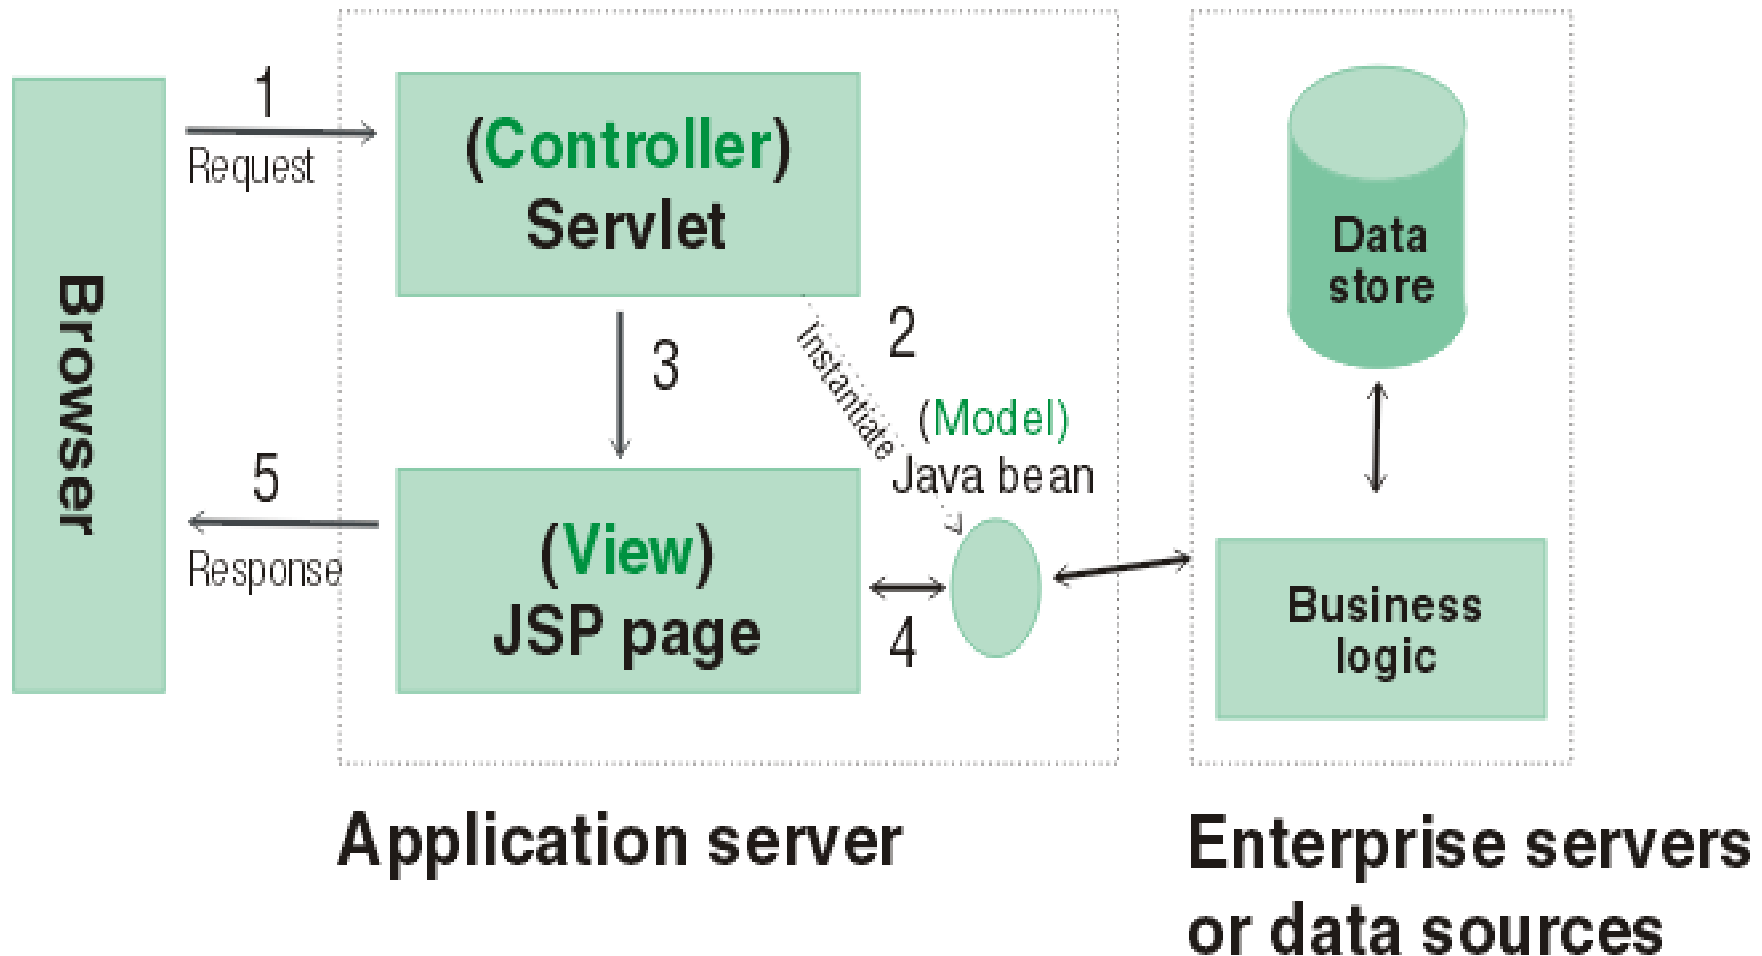 Browser
1
Request
(Controller)
Servlet
2
Instantiate
3
(Model)
Java bean
5
Response
(View)
JSP page
4
Data
store
Business
logic
Application server
Enterprise servers
or data sources